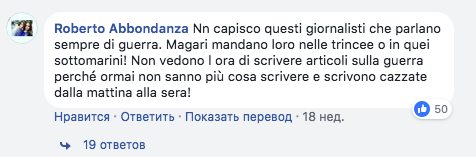 Roberto Abbondanza Nn capisco questi giornalisti che parlano
sempre di guerra. Magari mandano loro nelle trincee o in quei
sottomarini! Non vedono l ora di scrivere articoli sulla guerra
perché ormai non sanno più cosa scrivere e scrivono cazzate
dalla mattina alla sera!
50
Нравится · Ответить · Показать перевод · 18 нед.
19 ответов